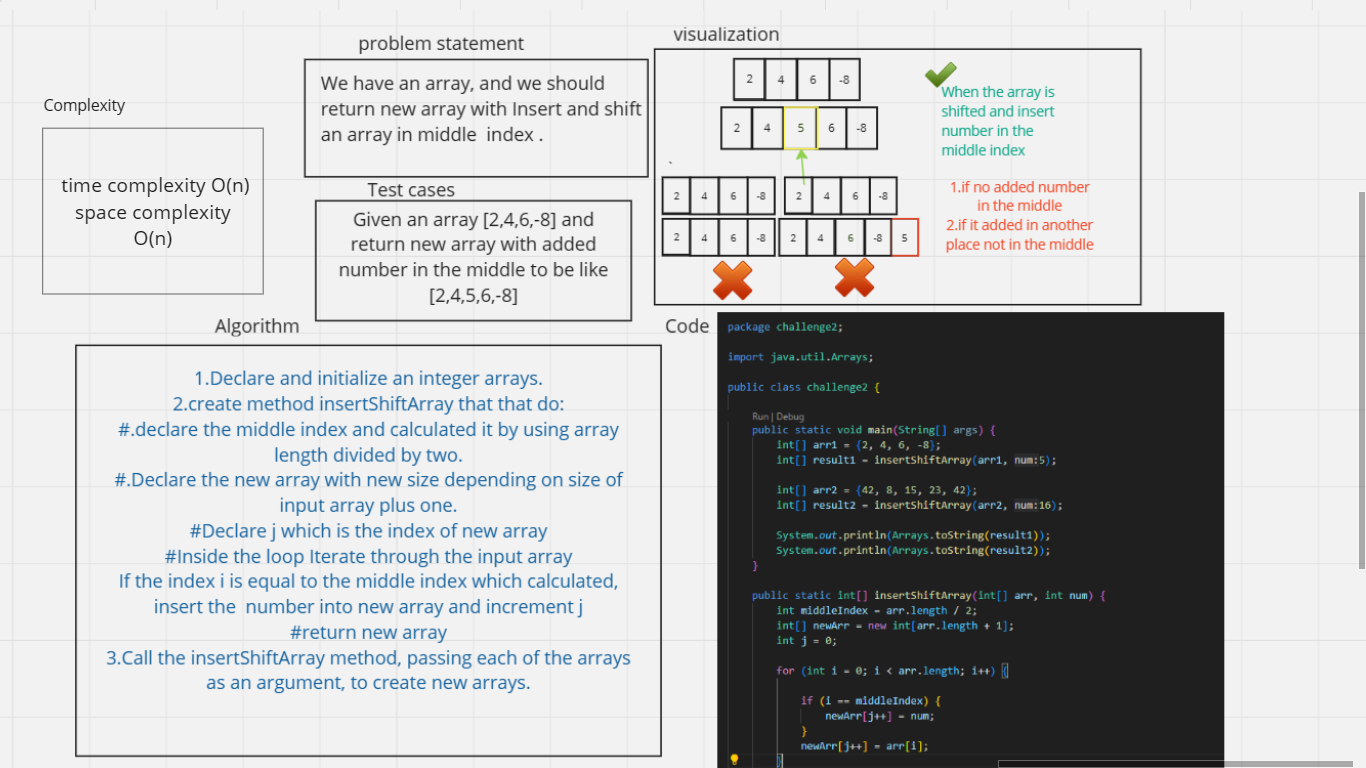 Complexity
time complexity O(n)
space complexity
O(n)
problem statement
We have an array, and we should
return new array with Insert and shift
an array in middle index .
Test cases
Given an array [2,4,6,-8] and
return new array with added
number in the middle to be like
[2,4,5,6,-8]
visualization
2 4 6 -8
2 4 5 6 -8
`
2 4 6 -8 2 4 6 -8
2 4 6 -8 2 4 6 -8 5
When the array is
shifted and insert
number in the
middle index
1.if no added number
in the middle
2.if it added in another
place not in the middle
Algorithm
1.Declare and initialize an integer arrays.
2.create method insertShiftArray that that do:
#.declare the middle index and calculated it by using array
length divided by two.
#.Declare the new array with new size depending on size of
input array plus one.
#Declare j which is the index of new array
#Inside the loop Iterate through the input array
If the index i is equal to the middle index which calculated,
insert the number into new array and increment j
#return new array
3.Call the insertShiftArray method, passing each of the arrays
as an argument, to create new arrays.
Code
package challenge2;
import java.util.Arrays;
public class challenge2 {
Run | Debug
public static void main(String[] args) {
int[] arr1 = {2, 4, 6, -8};
int[] result1 = insertShiftArray(arr1, num:5);
int[] arr2 = {42, 8, 15, 23, 42};
int[] result2 = insertShiftArray(arr2, num:16);
System.out.println(Arrays.toString(result1));
System.out.println(Arrays.toString(result2));
}
public static int[] insertShiftArray(int[] arr, int num) {
int middleIndex = arr.length / 2;
int[] newArr = new int[arr.length + 1];
int j = 0;
for (int i = 0; i < arr.length; i++) {
if (i == middleIndex) {
newArr[j++] = num;
}
newArr[j++] = arr[i];
}